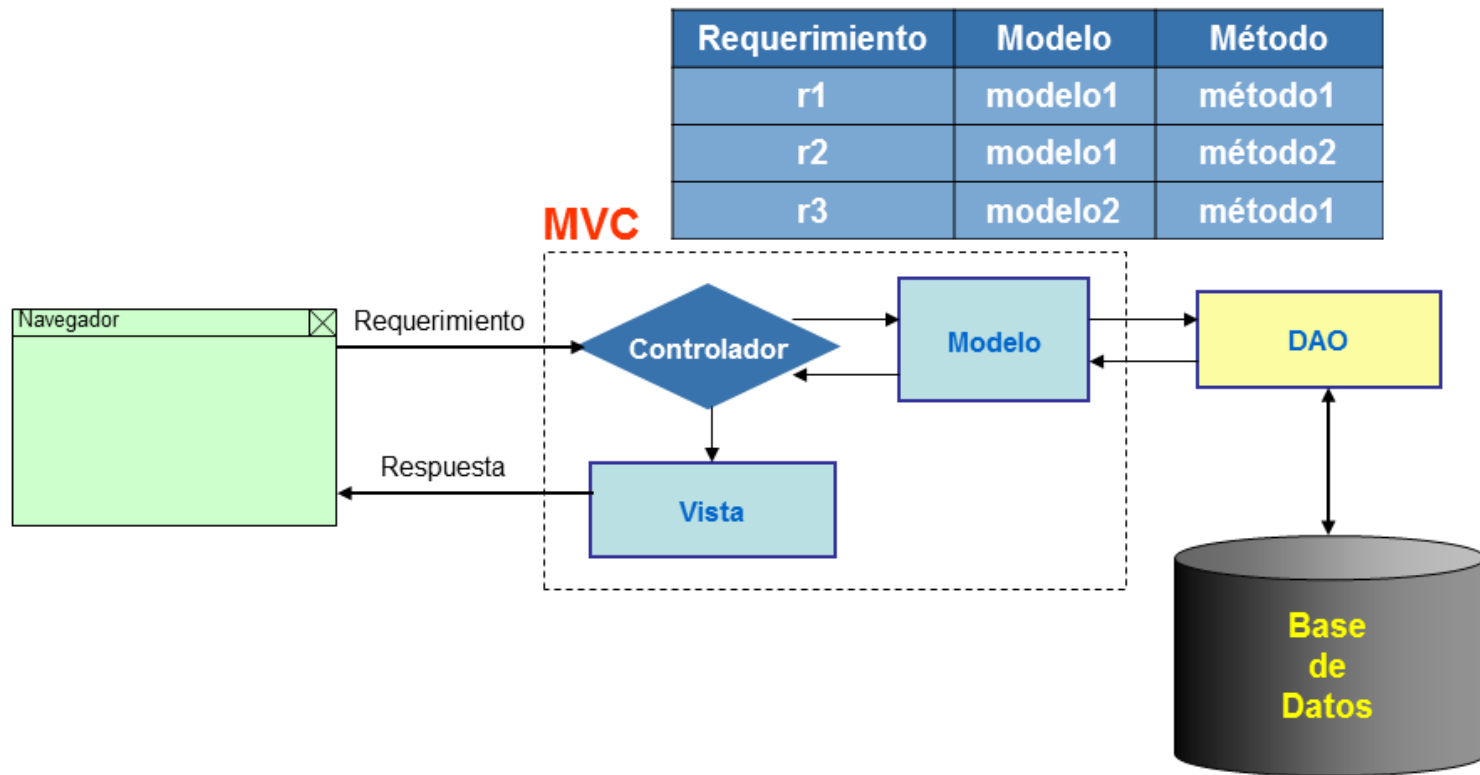 Requerimiento Modelo Método
r1 modelo1 método1
r2 modelo1 método2
r3 modelo2 método1
MVC
Navegador
Requerimiento
Controlador
Modelo
DAO
Respuesta
Vista
Base
de
Datos